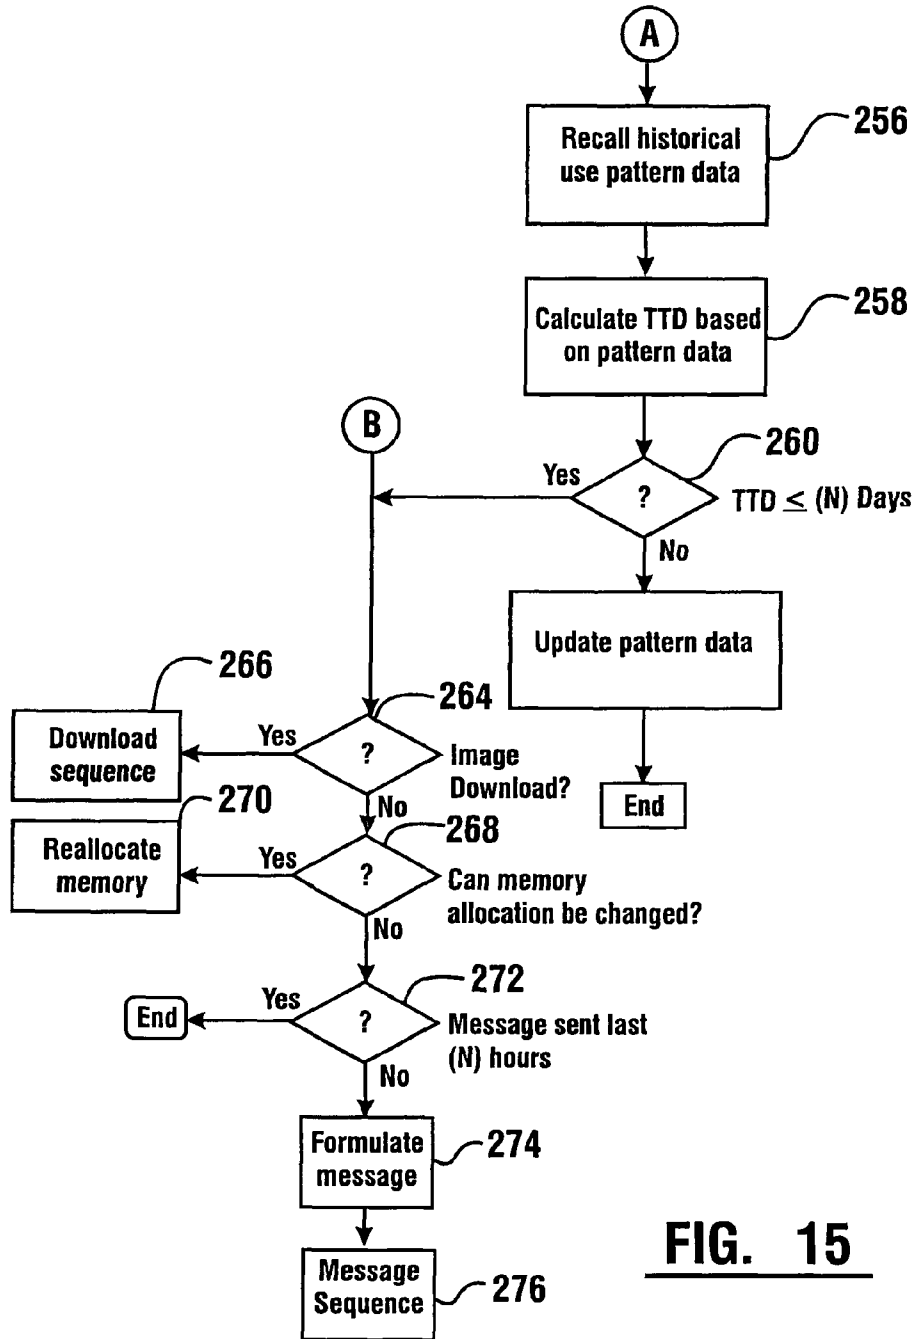 A
256
Recall historical
use pattern data
258
Calculate TTD based
on pattern data
B
260
Yes
?
TTD ≤ (N) Days
No
Update pattern data
End
266
264
Download
sequence
Yes
?
Image
Download?
No
270
268
Reallocate
memory
Yes
?
Can memory
allocation be changed?
No
272
End
Yes
?
Message sent last
(N) hours
No
Formulate
message
274
Message
Sequence
276
FIG. 15